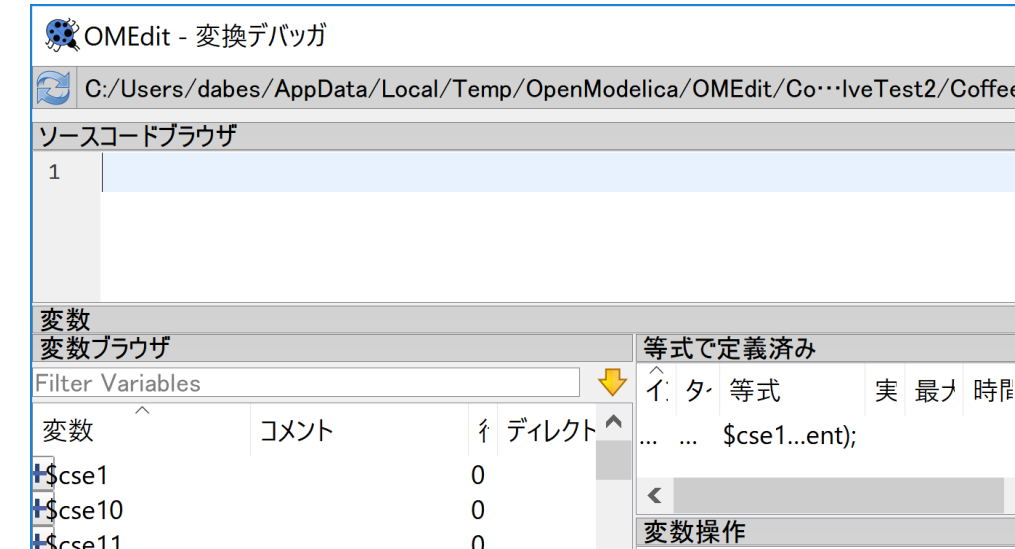 OMEdit - 変換デバッガ
C:/Users/dabes/AppData/Local/Temp/OpenModelica/OMEdit/Co…lveTest2/Coffee
ソースコードブラウザ
1
変数
変数ブラウザ
Filter Variables
変数 コメント 行 ディレクト
$cse1 0
$cse10 0
$cse11 0
等式で定義済み
イ タ 等式 実 最大 時間
... ... $cse1...ent);
変数操作